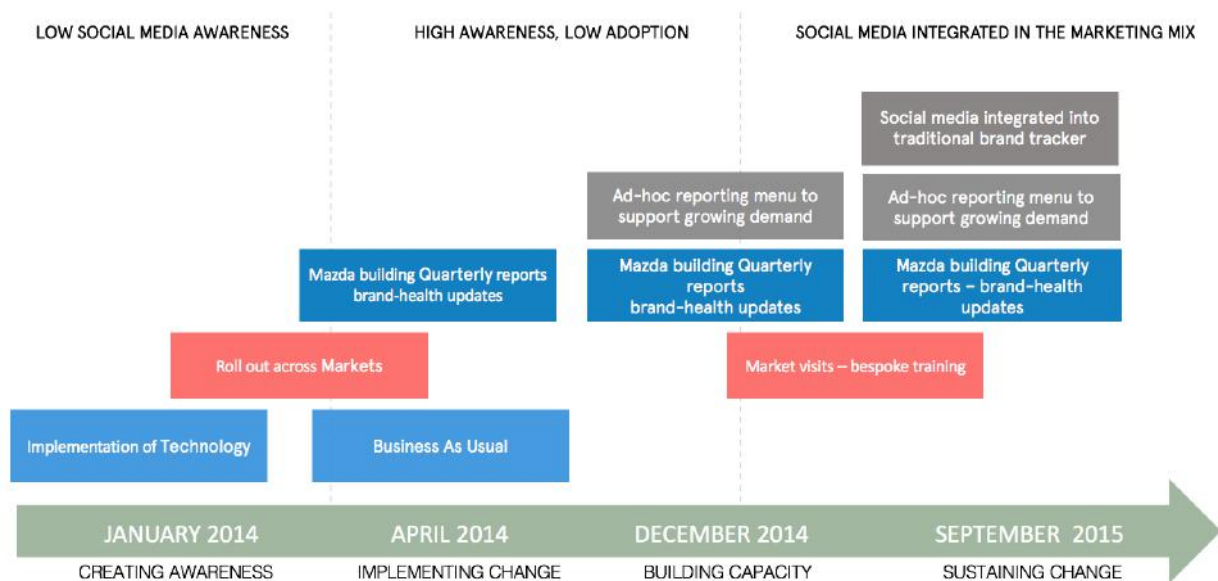 LOW SOCIAL MEDIA AWARENESS
HIGH AWARENESS, LOW ADOPTION
SOCIAL MEDIA INTEGRATED IN THE MARKETING MIX
Social media integrated into
traditional brand tracker
Ad-hoc reporting menu to
support growing demand
Ad-hoc reporting menu to
support growing demand
Mazda building Quarterly reports
brand-health updates
Mazda building Quarterly
reports
brand-health updates
Mazda building Quarterly
reports – brand-health
updates
Roll out across Markets
Market visits – bespoke training
Implementation of Technology
Business As Usual
JANUARY 2014
APRIL 2014
DECEMBER 2014
SEPTEMBER 2015
CREATING AWARENESS
IMPLEMENTING CHANGE
BUILDING CAPACITY
SUSTAINING CHANGE